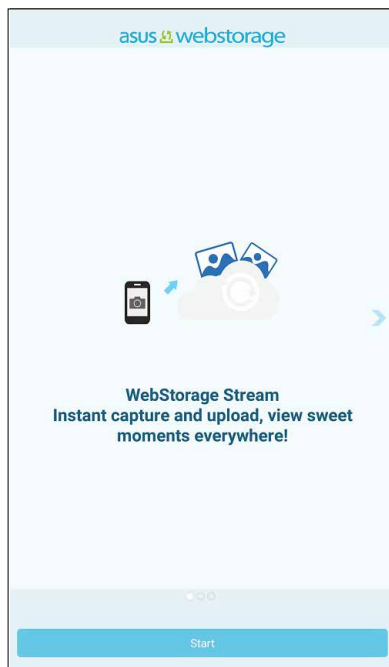 asus webstorage
WebStorage Stream
Instant capture and upload, view sweet
moments everywhere!
Start